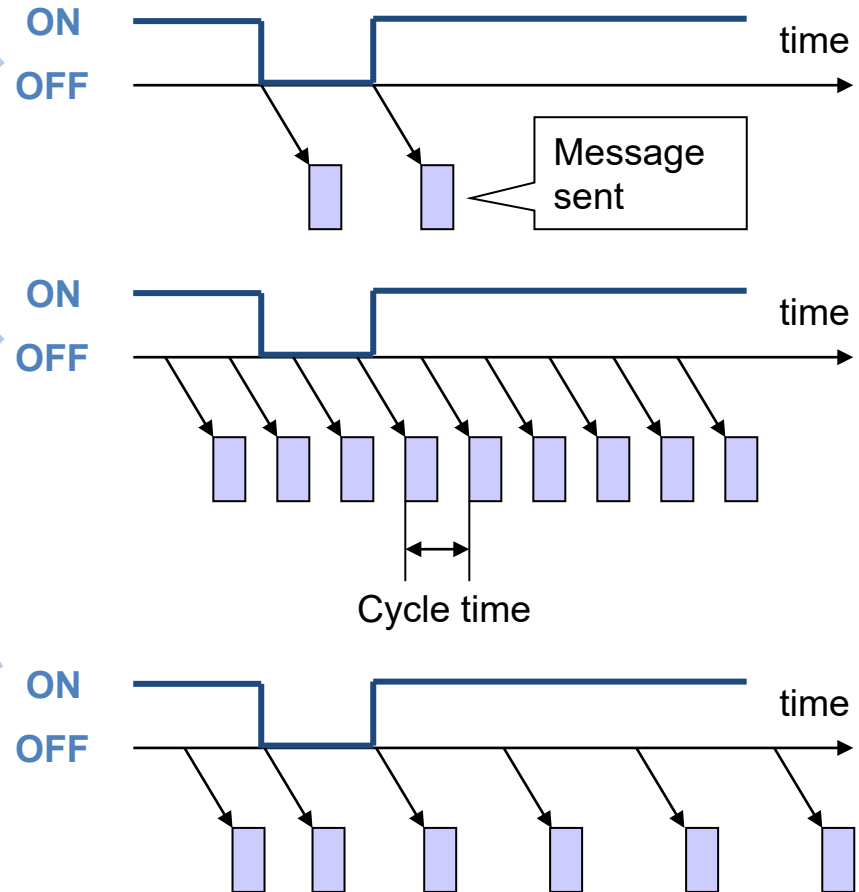 ON
time
OFF
Message
sent
ON
time
OFF
Cycle time
ON
time
OFF